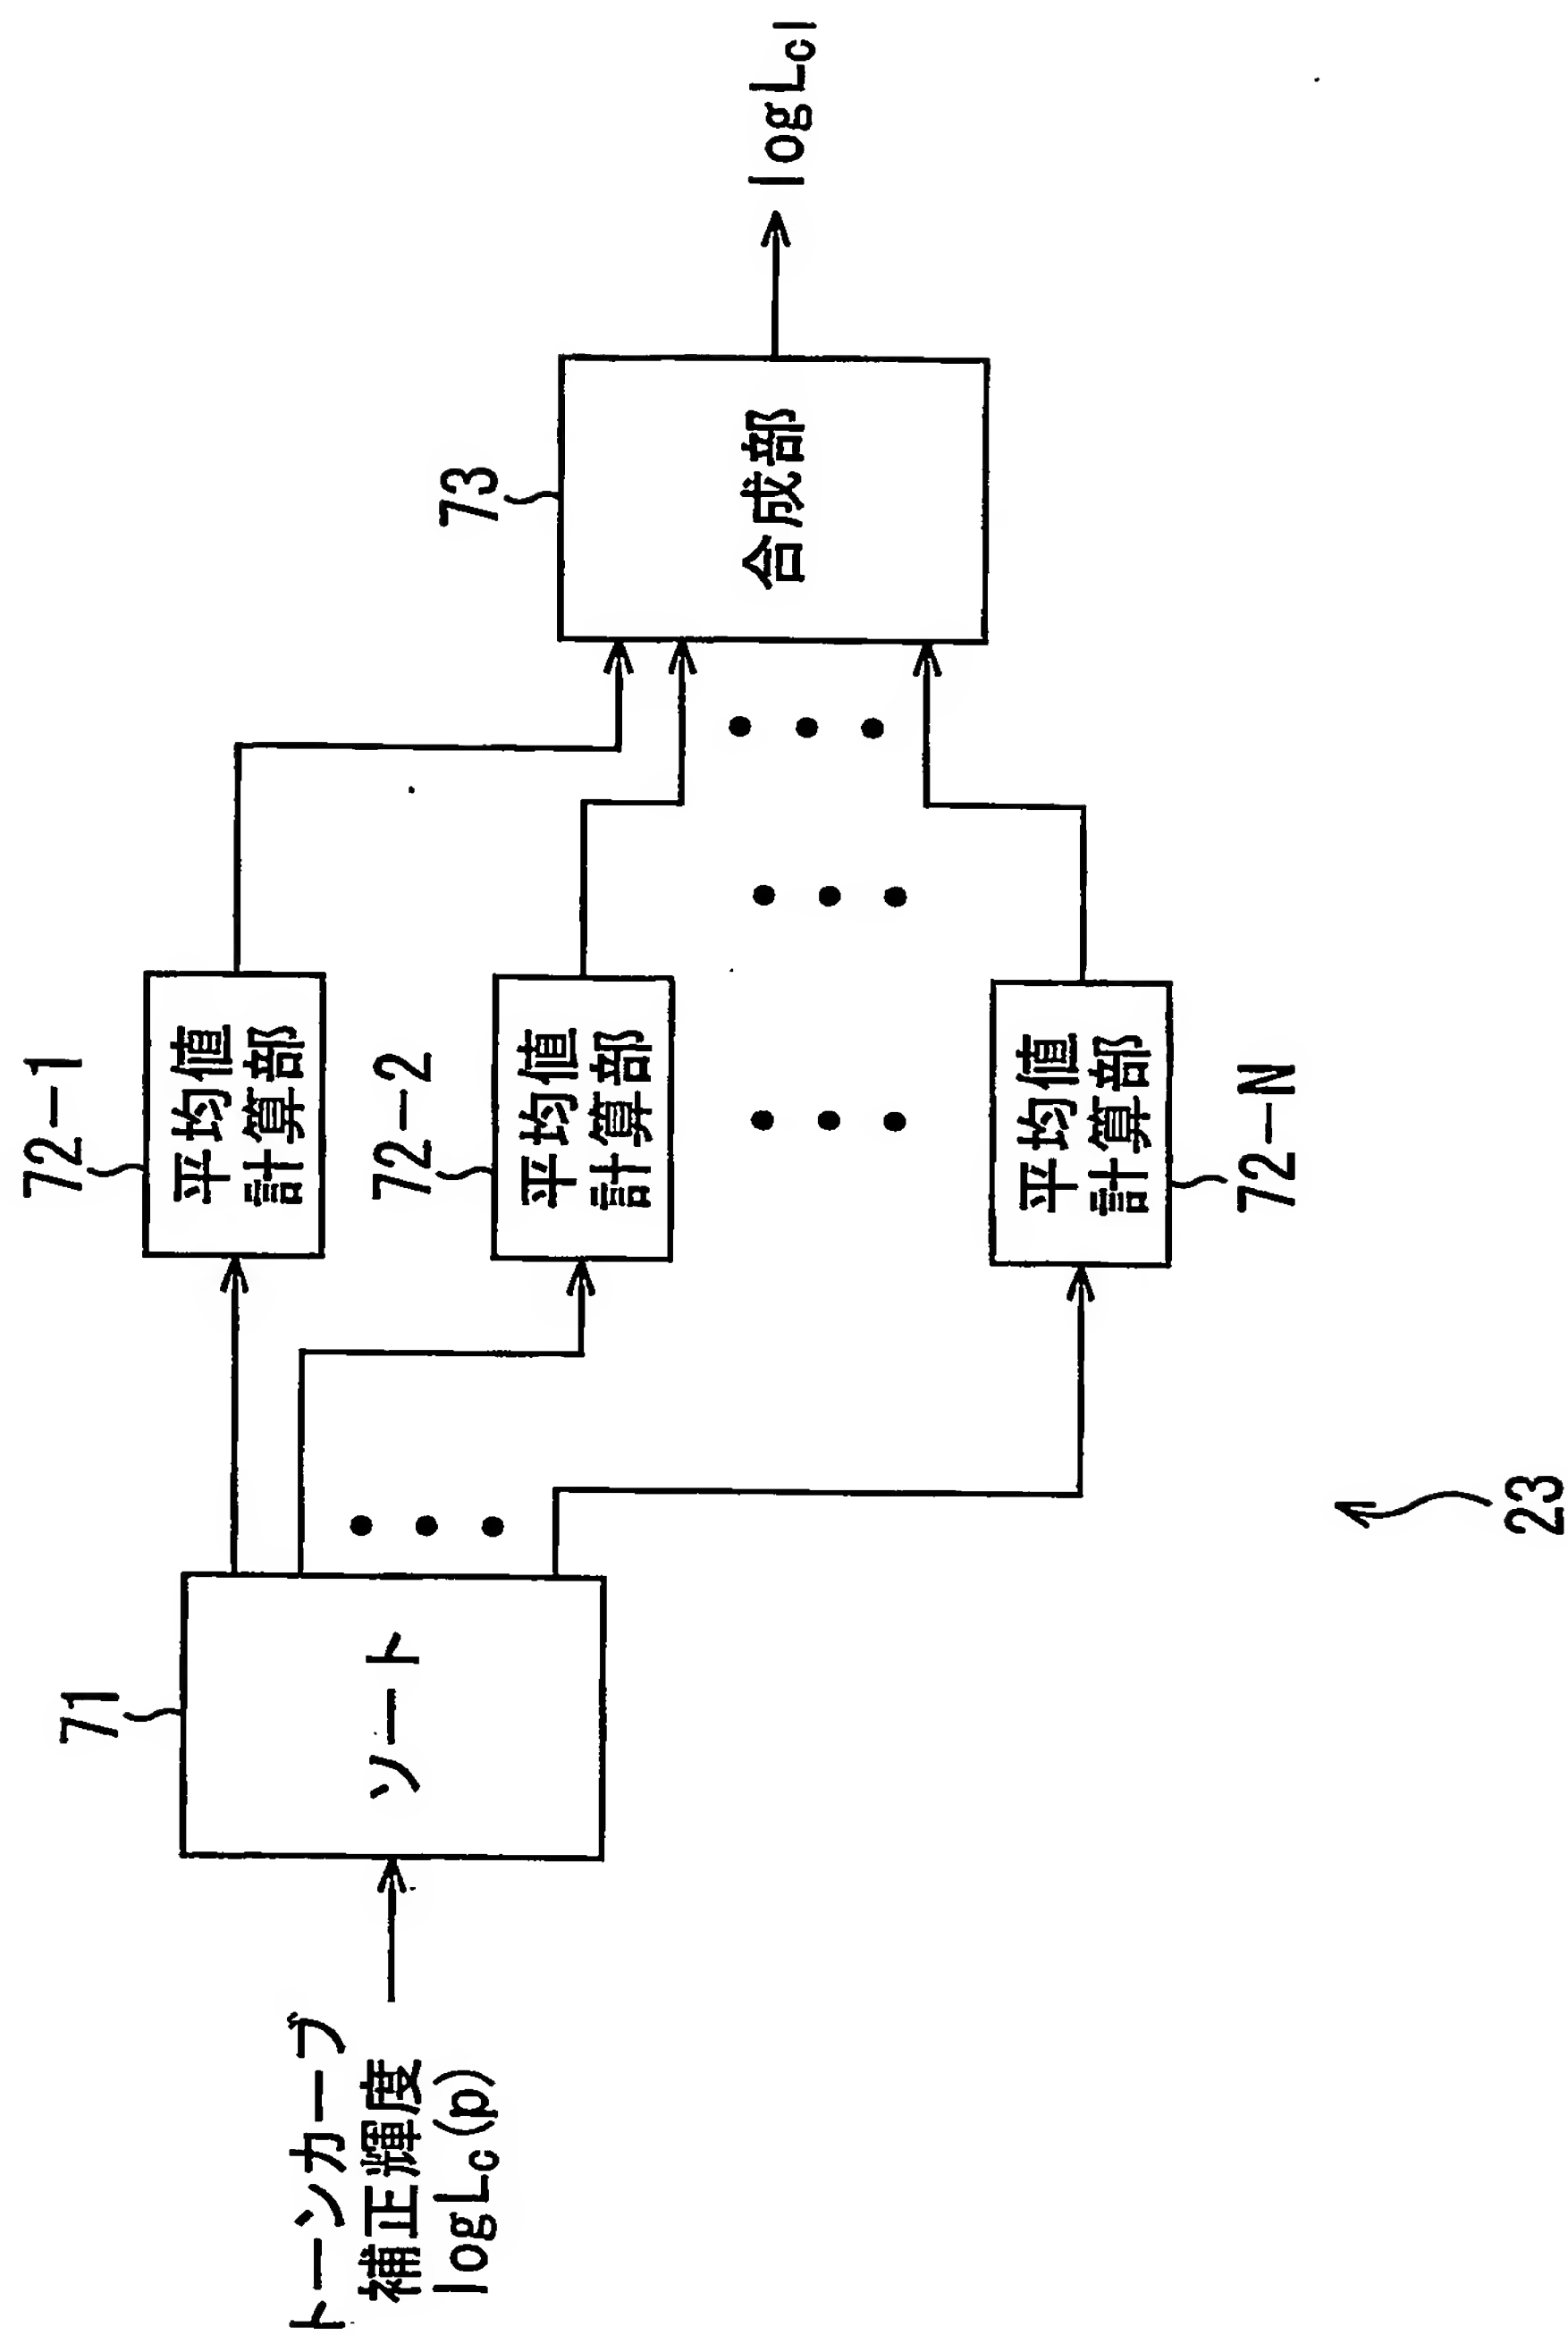 トーンカーブ
補正輝度
logLc(p)
71
ソート
72-1
平均値
計算部
72-2
平均値
計算部
平均値
計算部
72-N
73
合成部
logLcl
23